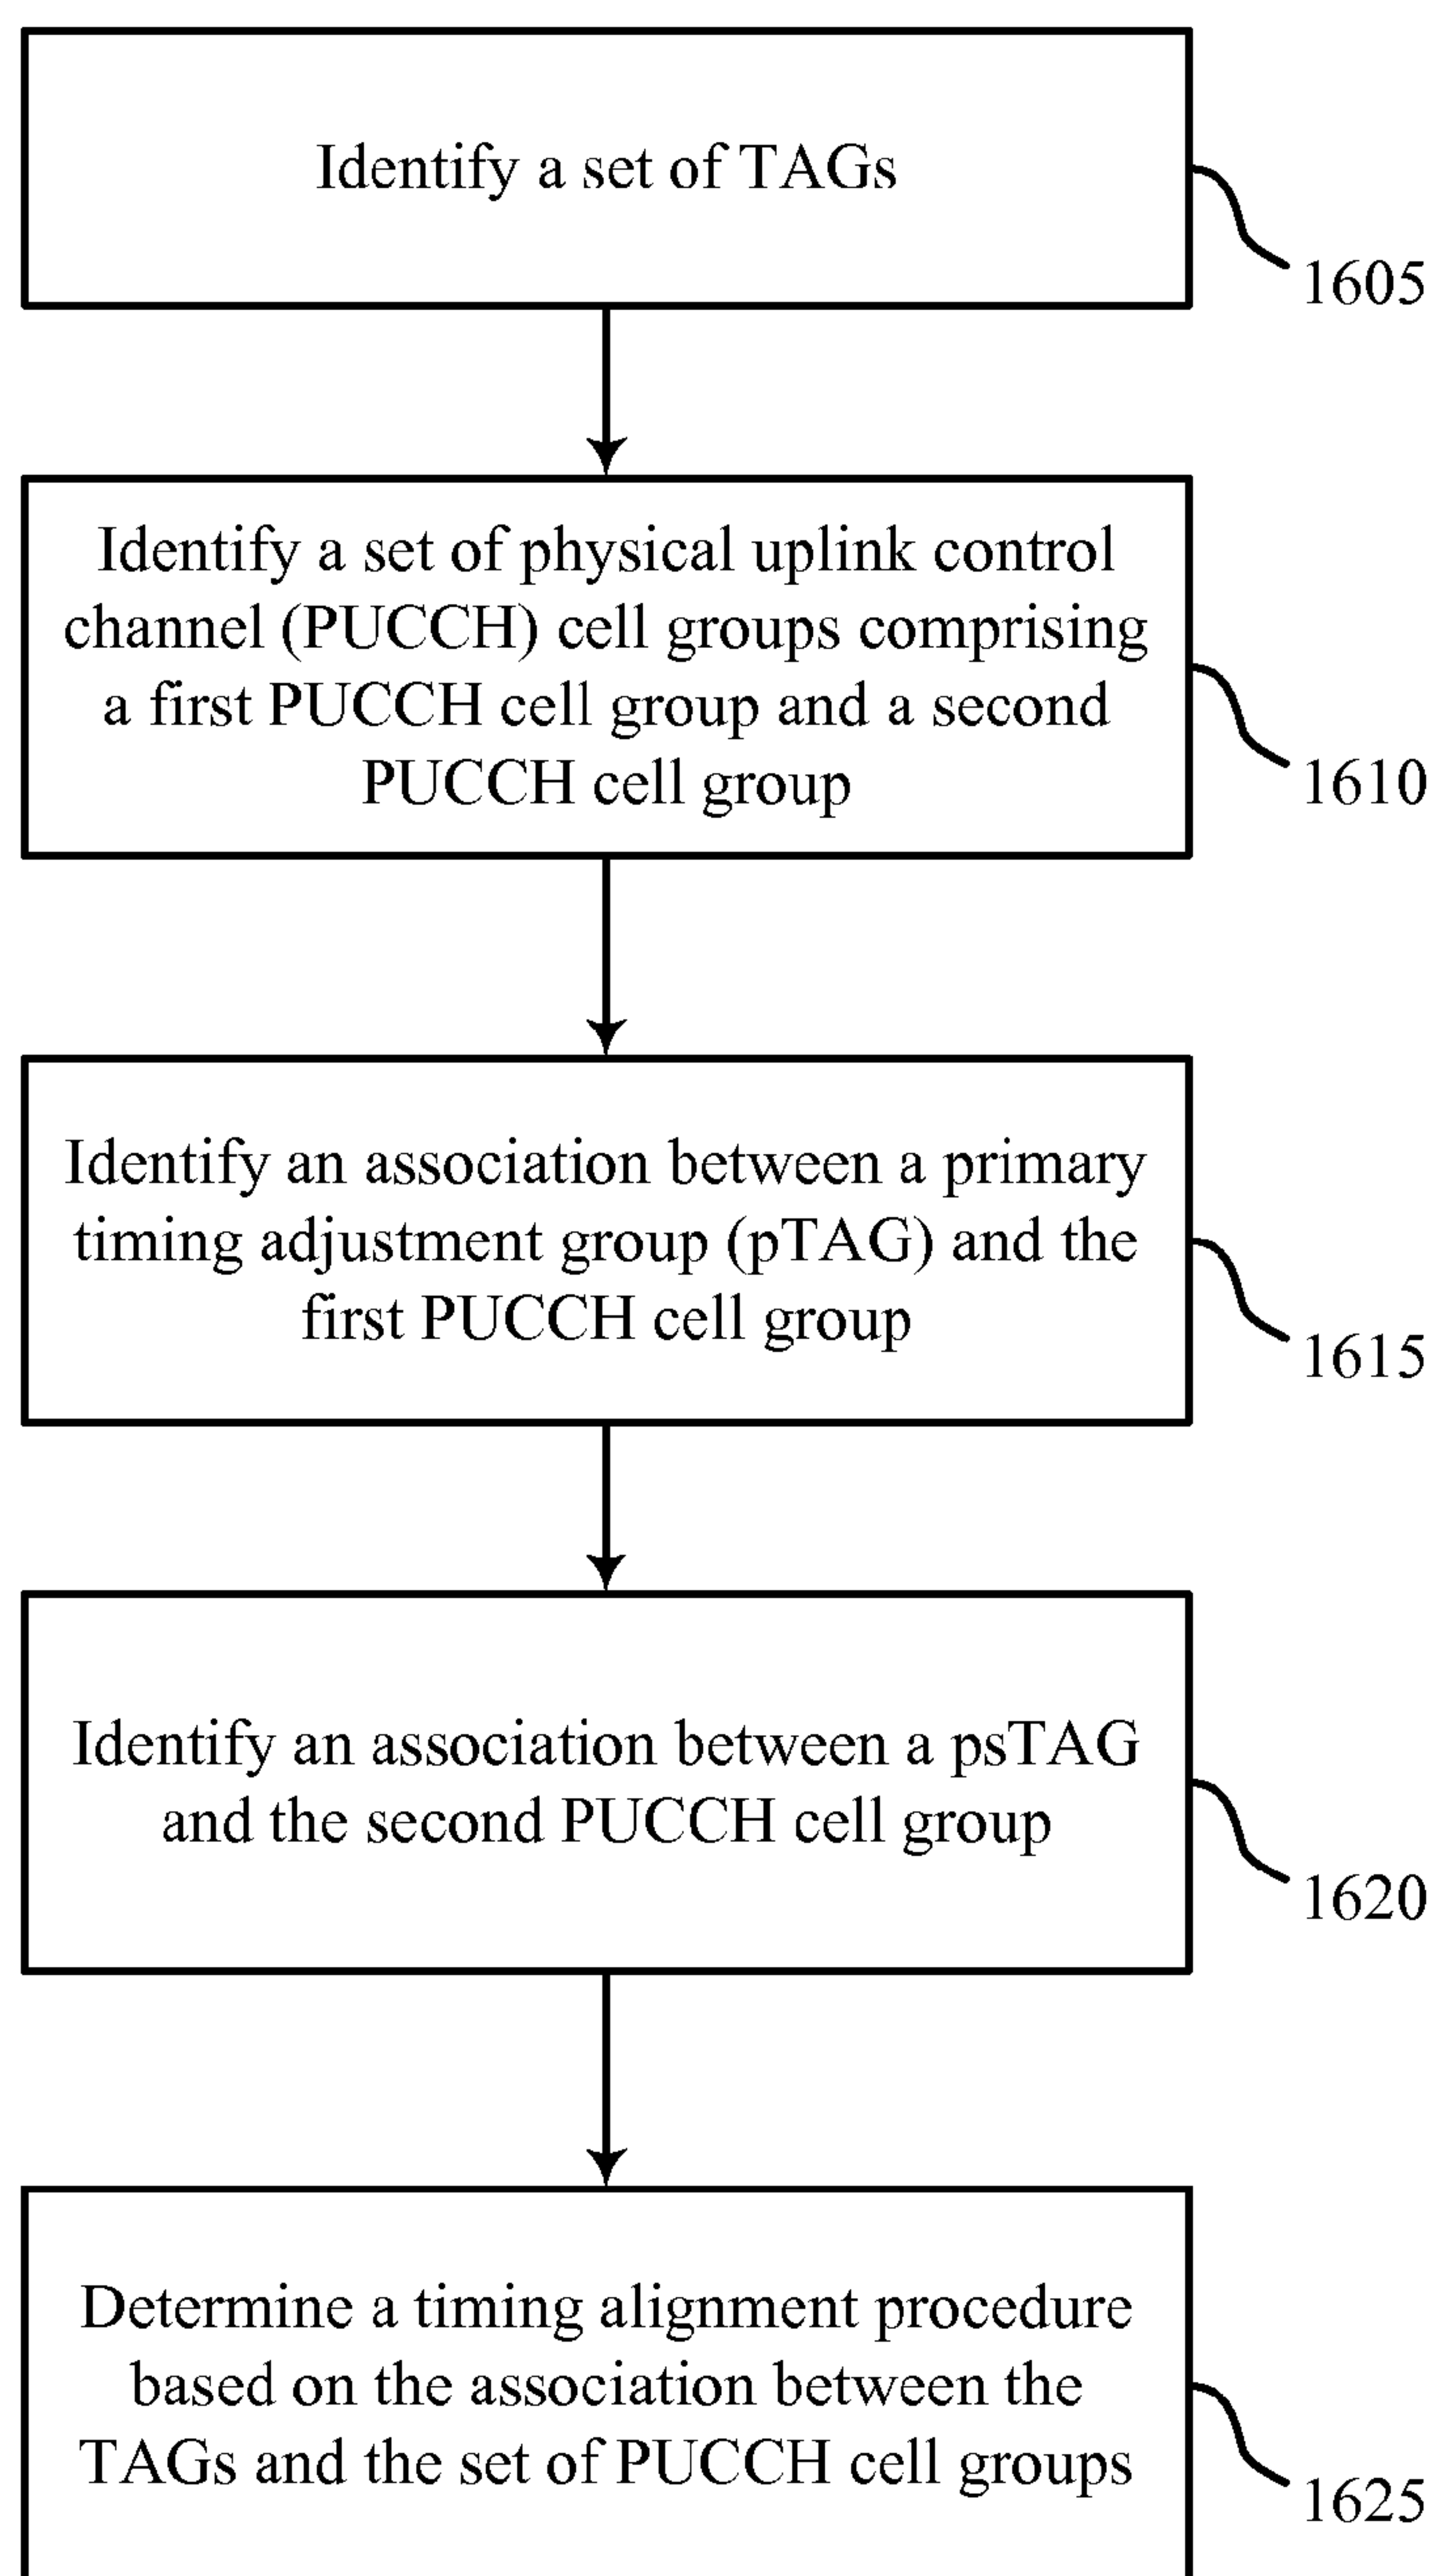 Identify a set of TAGs
1605
Identify a set of physical uplink control
channel (PUCCH) cell groups comprising
a first PUCCH cell group and a second
PUCCH cell group
1610
Identify an association between a primary
timing adjustment group (pTAG) and the
first PUCCH cell group
1615
Identify an association between a psTAG
and the second PUCCH cell group
1620
Determine a timing alignment procedure
based on the association between the
TAGs and the set of PUCCH cell groups
1625